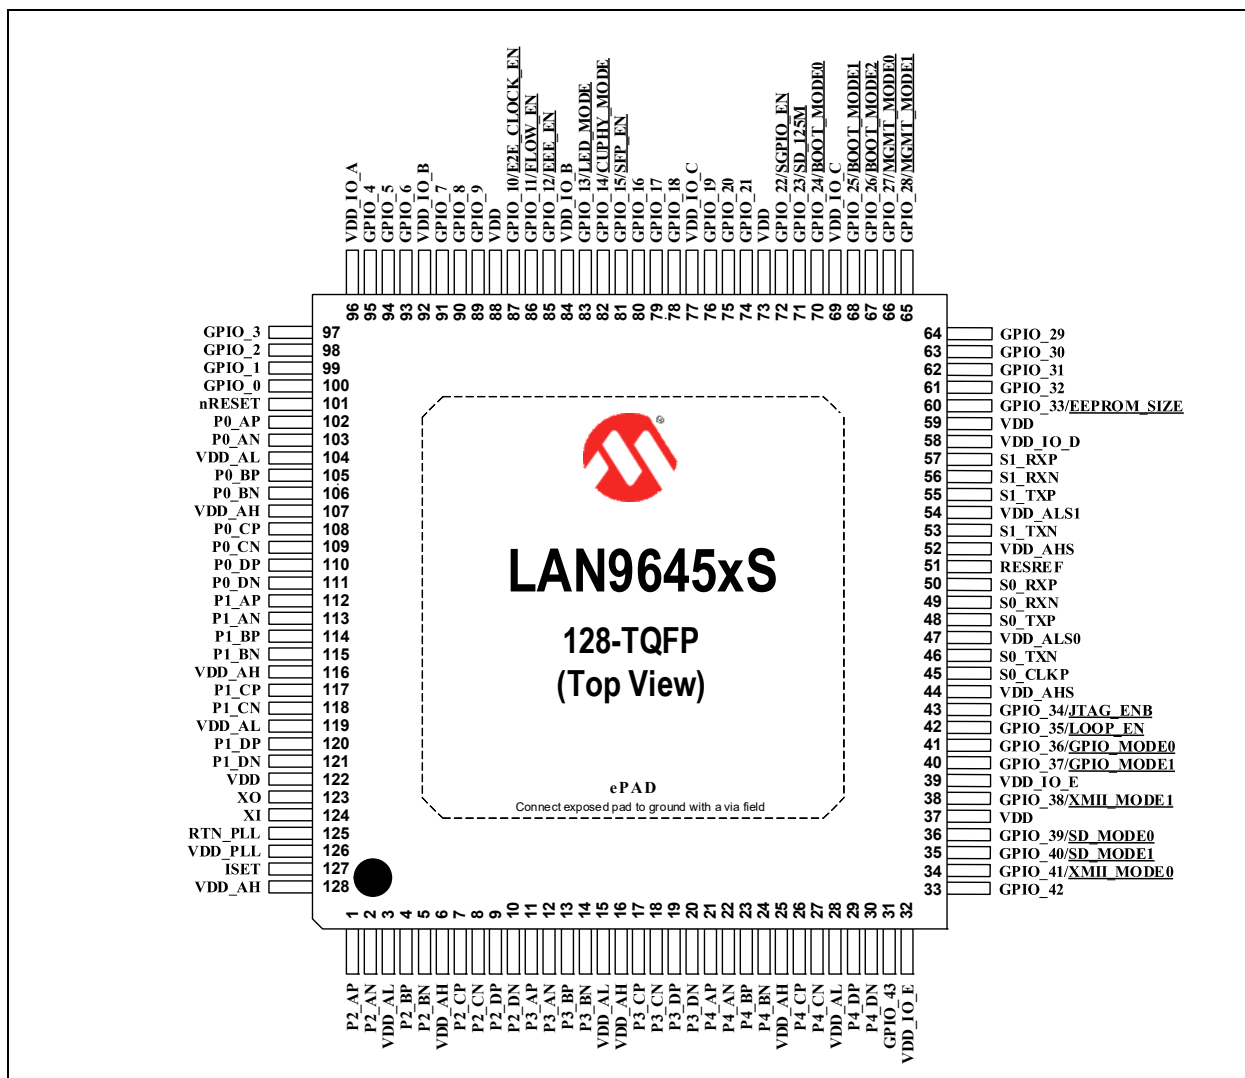 VDD_IO_A
GPIO_4
GPIO_5
GPIO_6
VDD_IO_B
GPIO_7
GPIO_8
GPIO_9
VDD
GPIO_10/E2E_CLOCK_EN
GPIO_11/FLOW_EN
GPIO_12/EEE_EN
VDD_IO_B
GPIO_13/LED_MODE
GPIO_14/CUPHY_MODE
GPIO_15/SFP_EN
GPIO_16
GPIO_17
GPIO_18
VDD_IO_C
GPIO_19
GPIO_20
GPIO_21
VDD
GPIO_22/SGPIO_EN
GPIO_23/SD_125M
GPIO_24/BOOT_MODE0
VDD_IO_C
GPIO_25/BOOT_MODE1
GPIO_26/BOOT_MODE2
GPIO_27/MGMT_MODE0
GPIO_28/MGMT_MODE1
96 95 94 93 92 91 90 89 88 87 86 85 84 83 82 81 80 79 78 77 76 75 74 73 72 71 70 69 68 67 66 65
GPIO_3 97
GPIO_2 98
GPIO_1 99
GPIO_0 100
nRESET 101
P0_AP 102
P0_AN 103
VDD_AL 104
P0_BP 105
P0_BN 106
VDD_AH 107
P0_CP 108
P0_CN 109
P0_DP 110
P0_DN 111
P1_AP 112
P1_AN 113
P1_BP 114
P1_BN 115
VDD_AH 116
P1_CP 117
P1_CN 118
VDD_AL 119
P1_DP 120
P1_DN 121
VDD 122
XO 123
XI 124
RTN_PLL 125
VDD_PLL 126
ISET 127
VDD_AH 128
®
LAN9645xS
128-TQFP
(Top View)
ePAD
Connect exposed pad to ground with a via field
64 GPIO_29
63 GPIO_30
62 GPIO_31
61 GPIO_32
60 GPIO_33/EEPROM_SIZE
59 VDD
58 VDD_IO_D
57 S1_RXP
56 S1_RXN
55 S1_TXP
54 VDD_ALS1
53 S1_TXN
52 VDD_AHS
51 RESREF
50 S0_RXP
49 S0_RXN
48 S0_TXP
47 VDD_ALS0
46 S0_TXN
45 S0_CLKP
44 VDD_AHS
43 GPIO_34/JTAG_ENB
42 GPIO_35/LOOP_EN
41 GPIO_36/GPIO_MODE0
40 GPIO_37/GPIO_MODE1
39 VDD_IO_E
38 GPIO_38/XMII_MODE1
37 VDD
36 GPIO_39/SD_MODE0
35 GPIO_40/SD_MODE1
34 GPIO_41/XMII_MODE0
33 GPIO_42
1 2 3 4 5 6 7 8 9 10 11 12 13 14 15 16 17 18 19 20 21 22 23 24 25 26 27 28 29 30 31 32
P2_AP
P2_AN
VDD_AL
P2_BP
P2_BN
VDD_AH
P2_CP
P2_CN
P2_DP
P2_DN
P3_AP
P3_AN
P3_BP
P3_BN
VDD_AL
VDD_AH
P3_CP
P3_CN
P3_DP
P3_DN
P4_AP
P4_AN
P4_BP
P4_BN
VDD_AH
P4_CP
P4_CN
VDD_AL
P4_DP
P4_DN
GPIO_43
VDD_IO_E